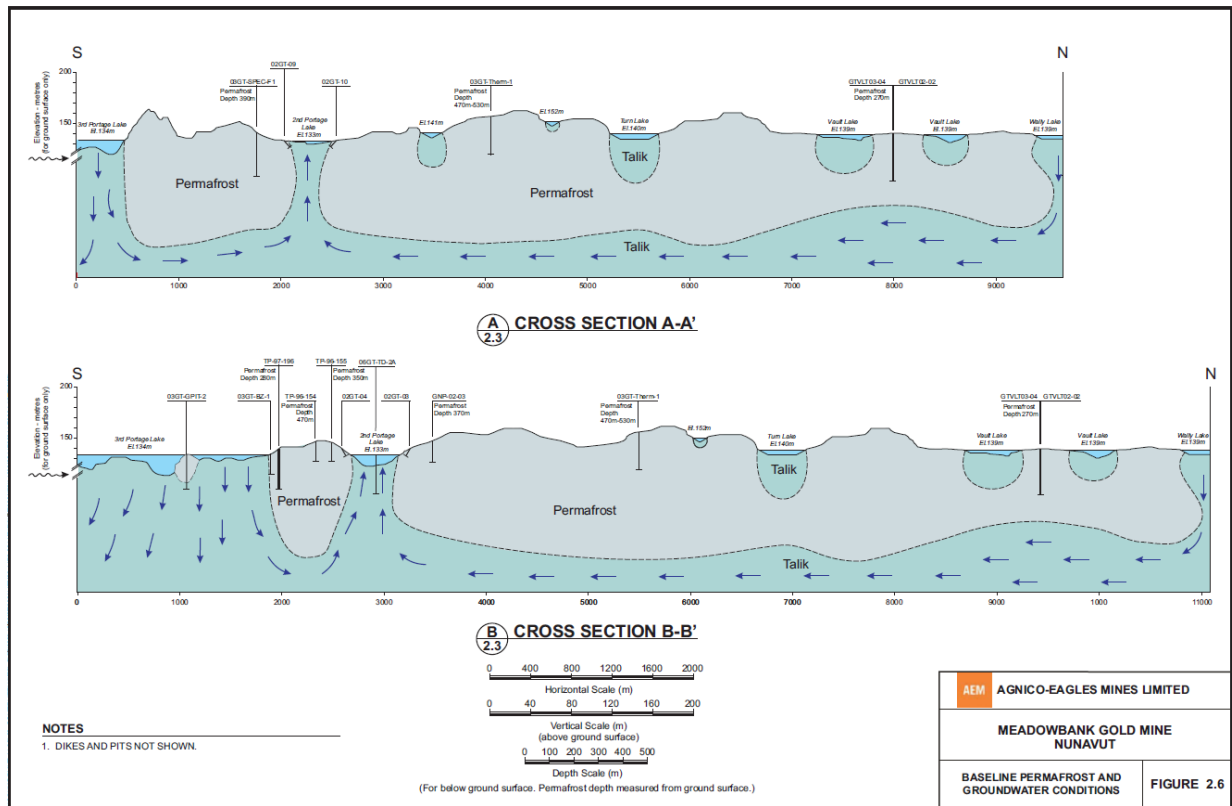 S
N
Elevation - metres
(for ground surface only)
200
150
3rd Portage Lake
El.134m
03GT-SPEC-F1
Permafrost
Depth 390m
02GT-09
02GT-10
2nd Portage
Lake
El.133m
El.141m
03GT-Therm-1
Permafrost
Depth
470m-530m
El.152m
Turn Lake
El.140m
GTVLT03-04
GTVLT02-02
Permafrost
Depth 270m
Vault Lake
El.139m
Vault Lake
El.139m
Wally Lake
El.139m
Permafrost
Permafrost
Talik
Talik
0
1000
2000
3000
4000
5000
6000
7000
8000
9000
A
2.3
CROSS SECTION A-A'
S
N
Elevation - metres
(for ground surface only)
200
150
3rd Portage Lake
El.134m
03GT-GPIT-2
03GT-BZ-1
TP-97-196
Permafrost
Depth 280m
TP-96-154
Permafrost
Depth
470m
TP-96-155
Permafrost
Depth 350m
06GT-TD-2A
02GT-04
02GT-03
2nd Portage
Lake
El.133m
GNP-02-03
Permafrost
Depth 370m
03GT-Therm-1
Permafrost
Depth
470m-530m
El.152m
Turn Lake
El.140m
GTVLT03-04
GTVLT02-02
Permafrost
Depth 270m
Vault Lake
El.139m
Vault Lake
El.139m
Wally Lake
El.139m
Permafrost
Permafrost
Talik
Talik
0
1000
2000
3000
4000
5000
6000
7000
8000
9000
1000
11000
B
2.3
CROSS SECTION B-B'
0 400 800 1200 1600 2000
Horizontal Scale (m)
0 40 80 120 160 200
Vertical Scale (m)
(above ground surface)
0 100 200 300 400 500
Depth Scale (m)
(For below ground surface. Permafrost depth measured from ground surface.)
NOTES
1. DIKES AND PITS NOT SHOWN.
AEM AGNICO-EAGLES MINES LIMITED
MEADOWBANK GOLD MINE
NUNAVUT
BASELINE PERMAFROST AND
GROUNDWATER CONDITIONS
FIGURE 2.6